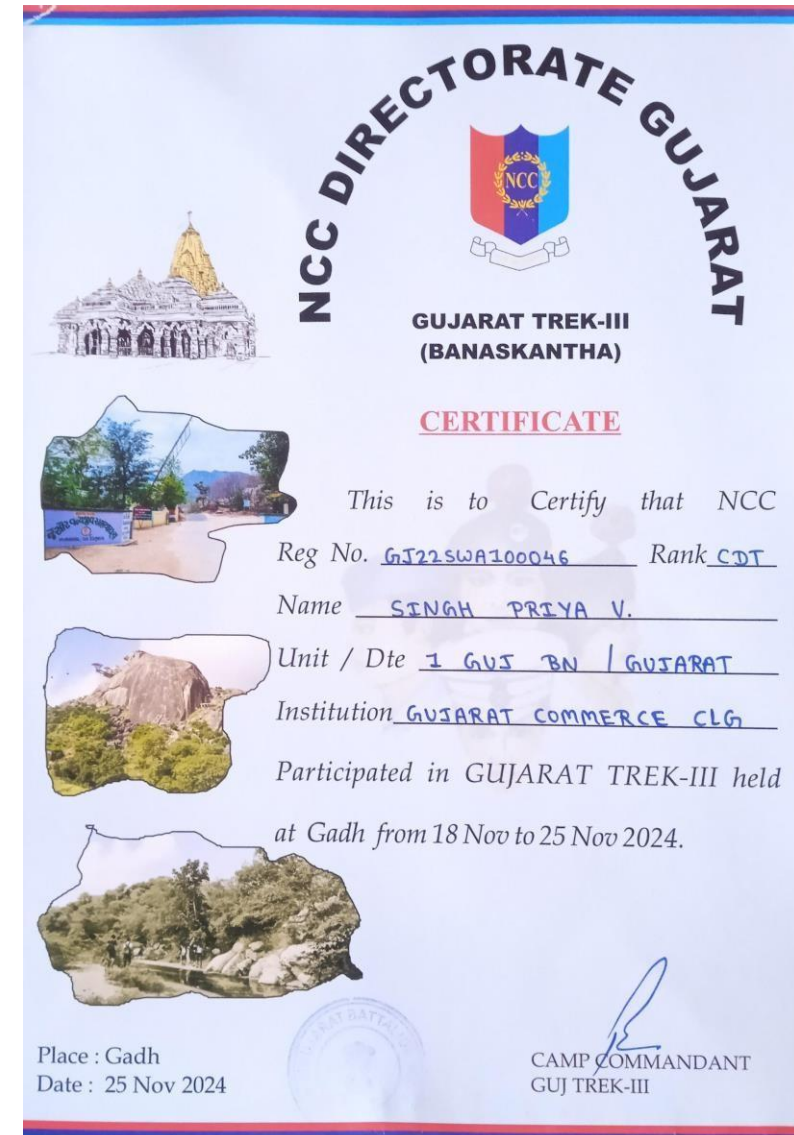 NCC DIRECTORATE GUJARAT
NCC
GUJARAT TREK-III
(BANASKANTHA)
CERTIFICATE
This is to Certify that NCC
Reg No. GJ22SWA100046 Rank CDT
Name SINGH PRIYA V.
Unit / Dte 1 GUJ BN / GUJARAT
Institution GUJARAT COMMERCE CLG
Participated in GUJARAT TREK-III held
at Gadh from 18 Nov to 25 Nov 2024.
Place : Gadh
Date : 25 Nov 2024
CAMP COMMANDANT
GUJ TREK-III